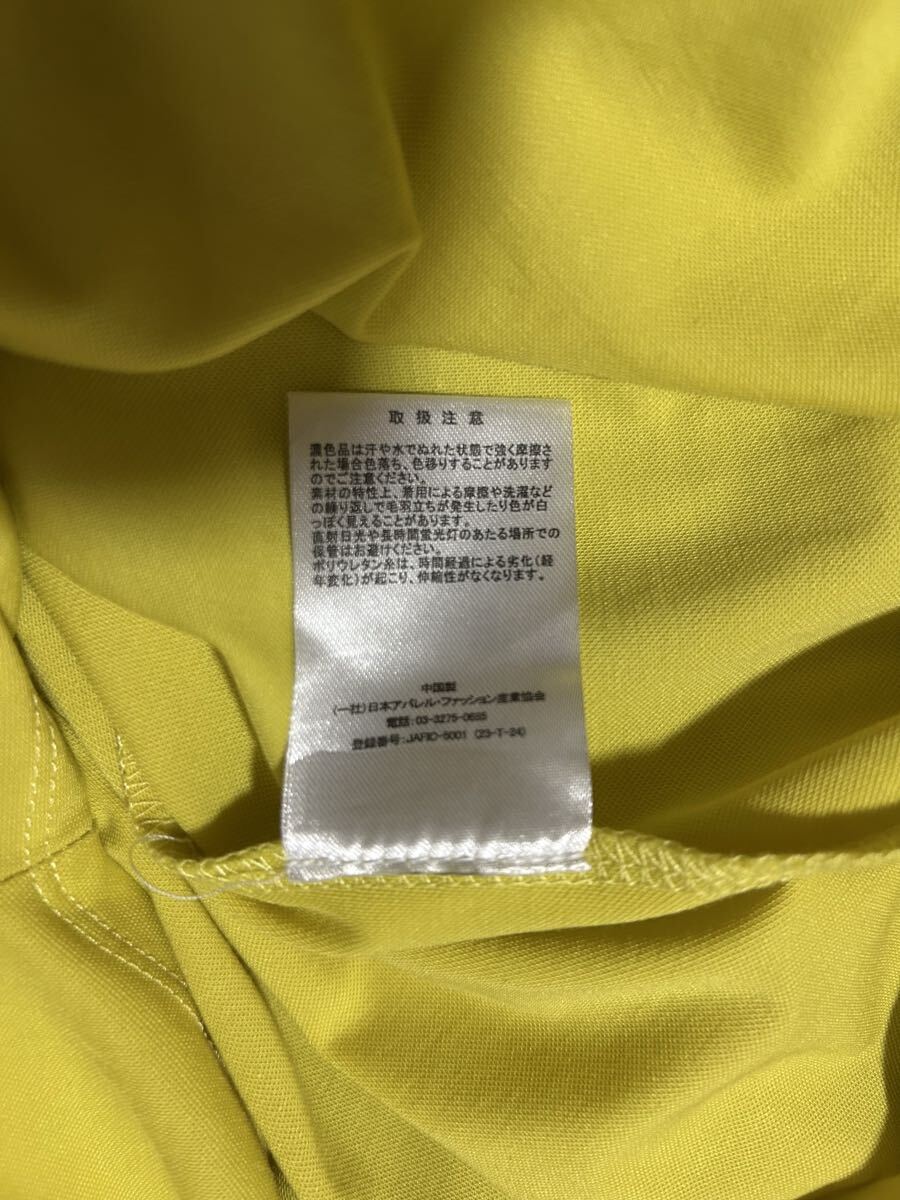 取扱注意
濃色品は汗や水でぬれた状態で強く摩擦さ
れた場合色落ち、色移りすることがあります
のでご注意ください。
素材の特性上、着用による摩擦や洗濯など
の繰り返しで毛羽立ちが発生したり色が白
っぽく見えることがあります。
直射日光や長時間蛍光灯のあたる場所での
保管はお避けください。
ポリウレタン糸は、時間経過による劣化(経
年変化)が起こり、伸縮性がなくなります。
中国製
(一社)日本アパレル・ファッション産業協会
電話:03-3275-0685
登録番号:JAFIC-5001 (23-T-24)